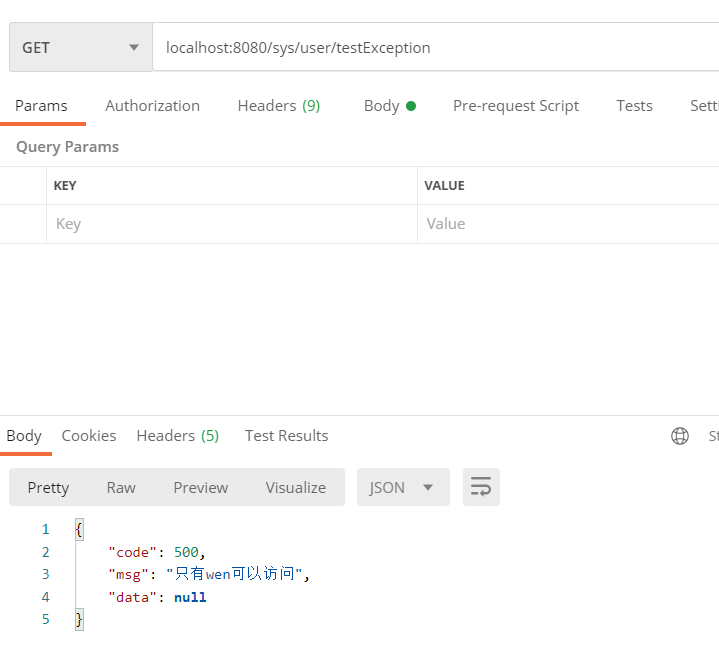 GET localhost:8080/sys/user/testException
Params Authorization Headers (9) Body Pre-request Script Tests Setti
Query Params
KEY VALUE
Key Value
Body Cookies Headers (5) Test Results St
Pretty Raw Preview Visualize JSON
1 {
2 "code": 500,
3 "msg": "只有wen可以访问",
4 "data": null
5 }